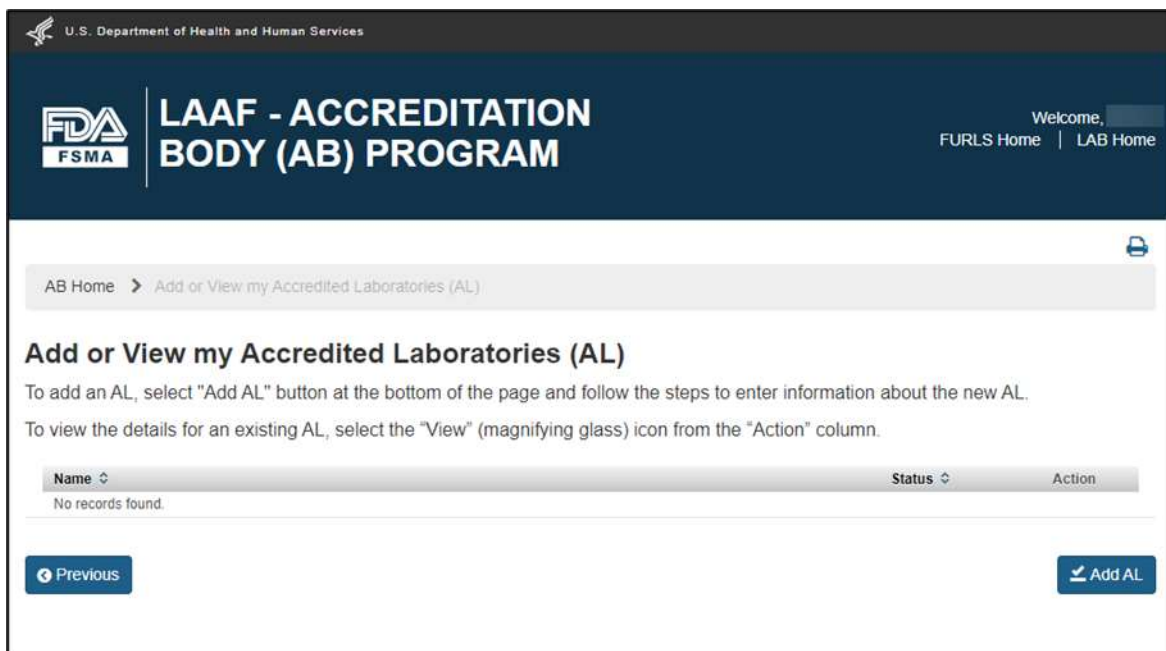 U.S. Department of Health and Human Services
FDA
FSMA
LAAF - ACCREDITATION
BODY (AB) PROGRAM
Welcome,
FURLS Home | LAB Home
AB Home > Add or View my Accredited Laboratories (AL)
Add or View my Accredited Laboratories (AL)
To add an AL, select "Add AL" button at the bottom of the page and follow the steps to enter information about the new AL.
To view the details for an existing AL, select the “View” (magnifying glass) icon from the “Action” column.
Name Status Action
No records found.
Previous Add AL